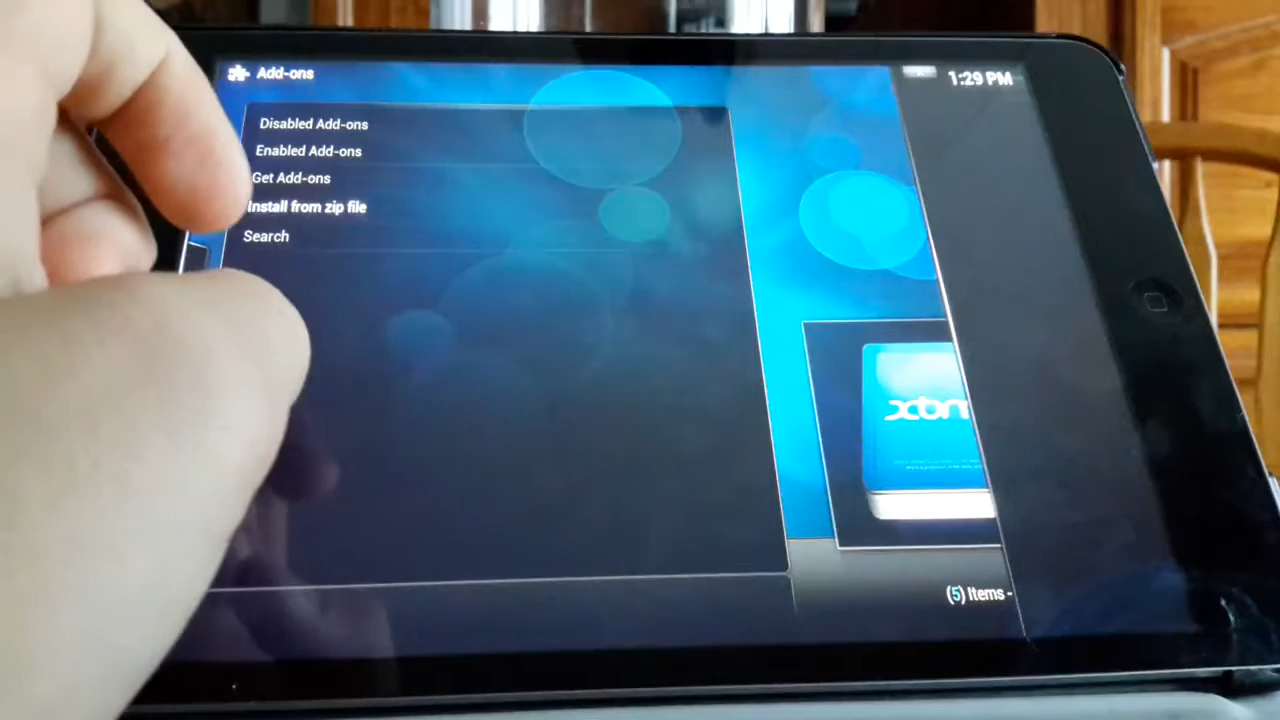 Add-ons
1:29 PM
Disabled Add-ons
Enabled Add-ons
Get Add-ons
Install from zip file
Search
(5) Items -